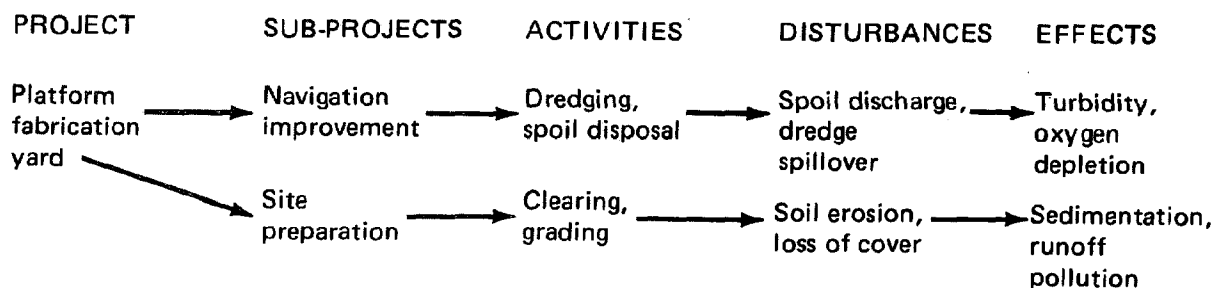 PROJECT SUB-PROJECTS ACTIVITIES DISTURBANCES EFFECTS
Platform
fabrication
yard
Navigation
improvement
Dredging,
spoil disposal
Spoil discharge,
dredge
spillover
Turbidity,
oxygen
depletion
Site
preparation
Clearing,
grading
Soil erosion,
loss of cover
Sedimentation,
runoff
pollution